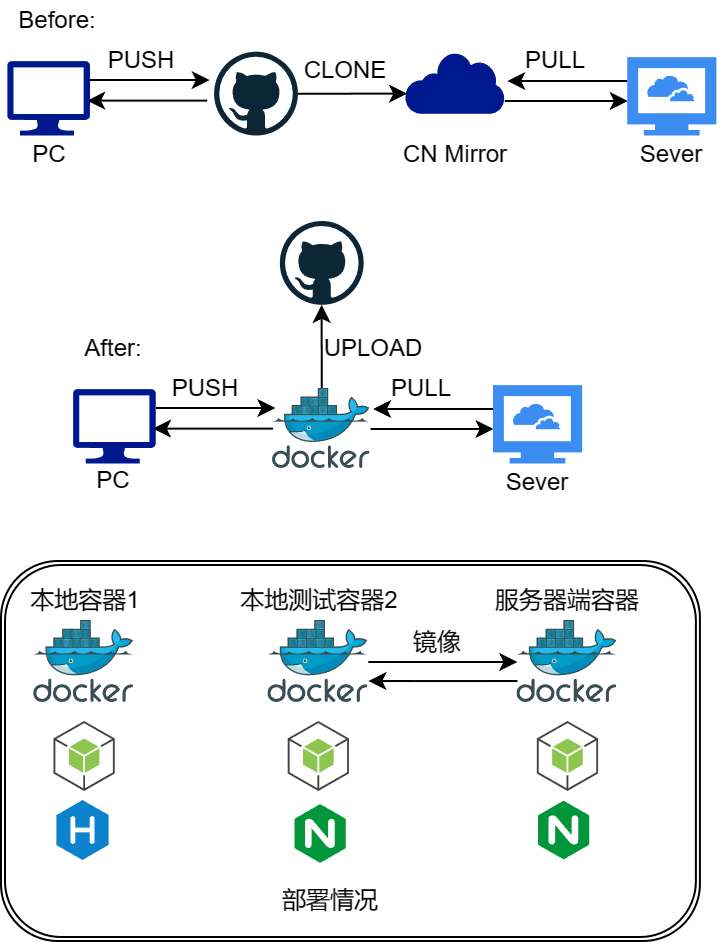 Before:
PUSH
CLONE
PULL
PC
CN Mirror
Sever
After:
UPLOAD
PUSH
PULL
docker
PC
Sever
本地容器1
本地测试容器2
服务器端容器
镜像
docker
docker
docker
H
N
N
部署情况